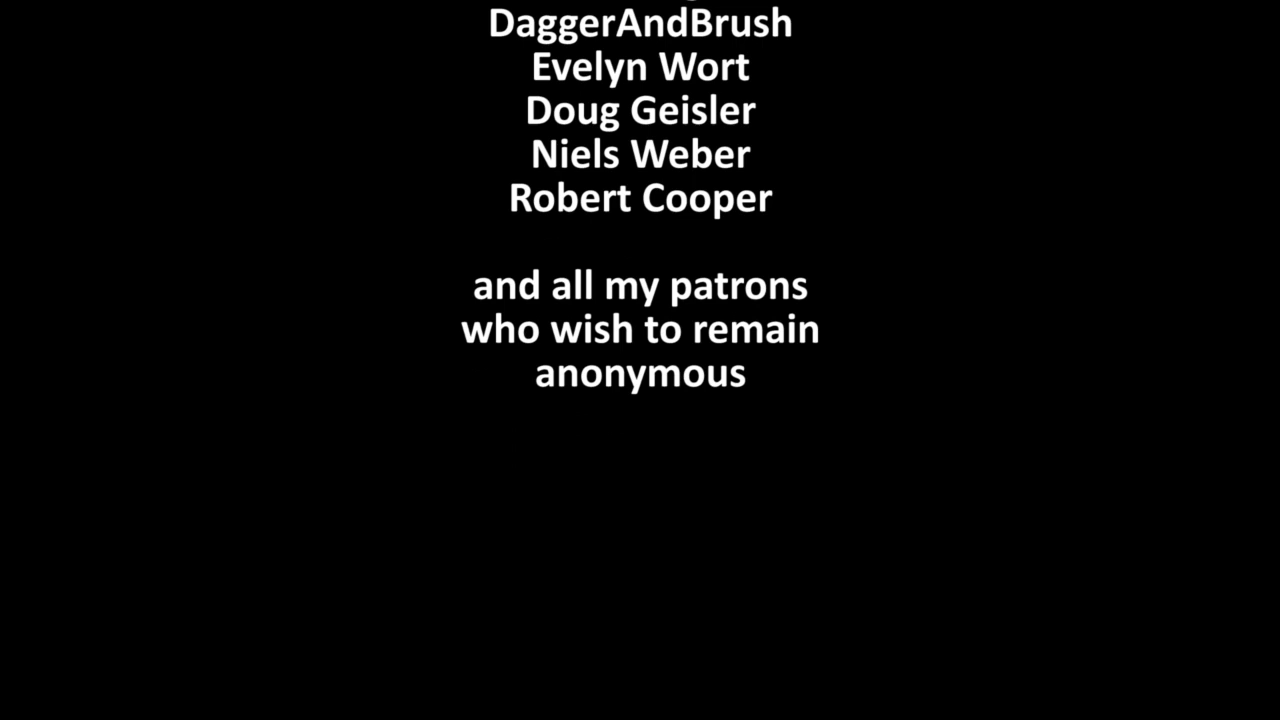 DaggerAndBrush
Evelyn Wort
Doug Geisler
Niels Weber
Robert Cooper
and all my patrons
who wish to remain
anonymous